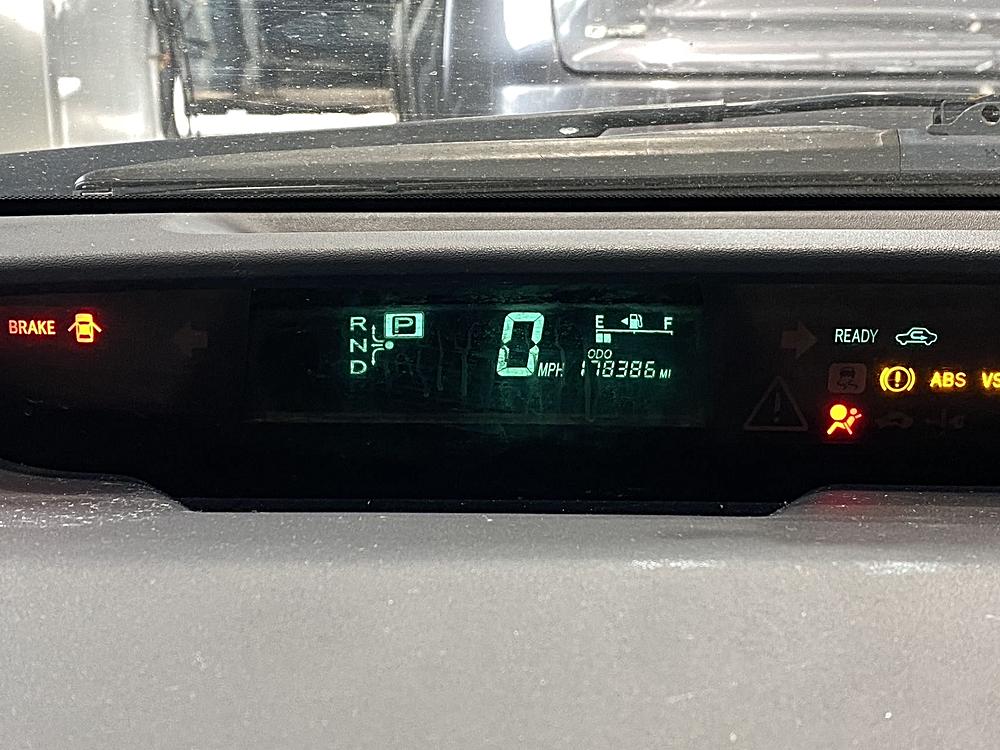 BRAKE
R P
N
D
0 MPH
E F
ODO
178386 MI
READY
ABS VS